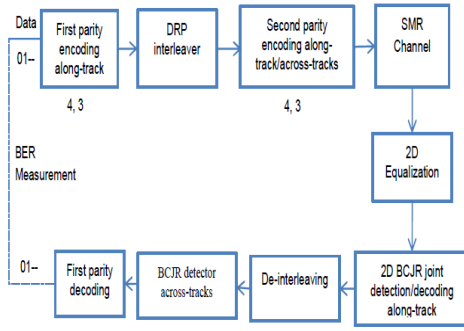 Data
01--
First parity
encoding
along-track
4, 3
DRP
interleaver
Second parity
encoding along-
track/across-tracks
4, 3
SMR
Channel
2D
Equalization
2D BCJR joint
detection/decoding
along-track
De-interleaving
BCJR detector
across-tracks
First parity
decoding
01--
BER
Measurement